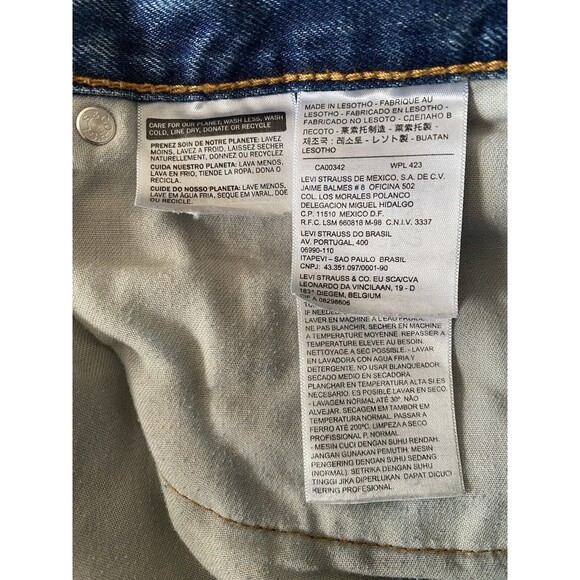 CARE FOR OUR PLANET: WASH LESS, WASH
COLD, LINE DRY, DONATE OR RECYCLE
PRENEZ SOIN DE NOTRE PLANETE: LAVEZ
MOINS, LAVEZ A FROID, LAISSEZ SECHER
NATURELLEMENT, DONNEZ OU RECYCLEZ
CUIDA NUESTRO PLANETA: LAVA MENOS,
LAVA EN FRIO, TIENDE LA ROPA, DONA O
RECICLA.
CUIDE DO NOSSO PLANETA: LAVE MENOS,
LAVE EM ÁGUA FRIA, SEQUE EM VARAL, DOE
OU RECICLE.
MADE IN LESOTHO - FABRIQUE AU
LESOTHO - HECHO EN LESOTHO -
FABRICADO NO LESOTO - СДЕЛАНО В
ЛЕСОТО - 莱索托制造 - 萊索托製 -
제조국: 레소토 - レソト製 - BUATAN
LESOTHO
CA00342 WPL 423
LEVI STRAUSS DE MEXICO, S.A. DE C.V.
JAIME BALMES # 8 OFICINA 502
COL. LOS MORALES POLANCO
DELEGACION MIGUEL HIDALGO
C.P. 11510 MEXICO D.F.
R.F.C. LSM 660818 M-98 C.N.I.V. 3337
LEVI STRAUSS DO BRASIL
AV. PORTUGAL, 400
06990-110
ITAPEVI - SAO PAULO BRASIL
CNPJ: 43.351.097/0001-90
LEVI STRAUSS & CO. EU SCA/CVA
LEONARDO DA VINCILAAN, 19 - D
1831 DIEGEM, BELGIUM
A 08298606
IF NEEDED
LAVER EN MACHINE A L'EAU FROIDE.
NE PAS BLANCHIR. SECHER EN MACHINE
A TEMPERATURE MOYENNE. REPASSER A
TEMPERATURE ELEVEE AU BESOIN.
NETTOYAGE A SEC POSSIBLE. - LAVAR
EN LAVADORA CON AGUA FRIA Y
DETERGENTE. NO USAR BLANQUEADOR.
SECADO MEDIO EN SECADORA.
PLANCHAR EN TEMPERATURA ALTA SI ES
NECESARIO. ES POSIBLE LAVAR EN SECO.
- LAVAGEM NORMAL ATÉ 30º. NÃO
ALVEJAR. SECAGEM EM TAMBOR EM
TEMPERATURA NORMAL. PASSAR A
FERRO ATÉ 200ºC. LIMPEZA A SECO
PROFISSIONAL P, NORMAL.
- MESIN CUCI DENGAN SUHU RENDAH.
JANGAN GUNAKAN PEMUTIH. MESIN
PENGERING DENGAN SUHU SEDANG
(NORMAL). SETRIKA DENGAN SUHU
TINGGI JIKA DIPERLUKAN. DAPAT DICUCI
KERING PROFESIONAL.